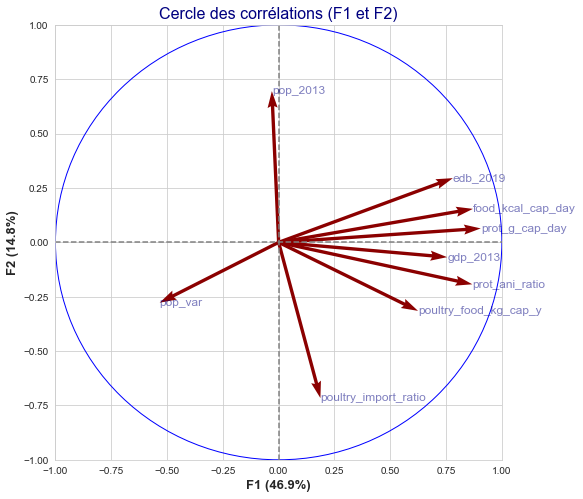 Cercle des corrélations (F1 et F2)
1.00
0.75
0.50
0.25
0.00
−0.25
−0.50
−0.75
−1.00
F2 (14.8%)
pop_2013
edb_2019
food_kcal_cap_day
prot_g_cap_day
gdp_2013
prot_ani_ratio
pop_var
poultry_food_kg_cap_y
poultry_import_ratio
−1.00 −0.75 −0.50 −0.25 0.00 0.25 0.50 0.75 1.00
F1 (46.9%)